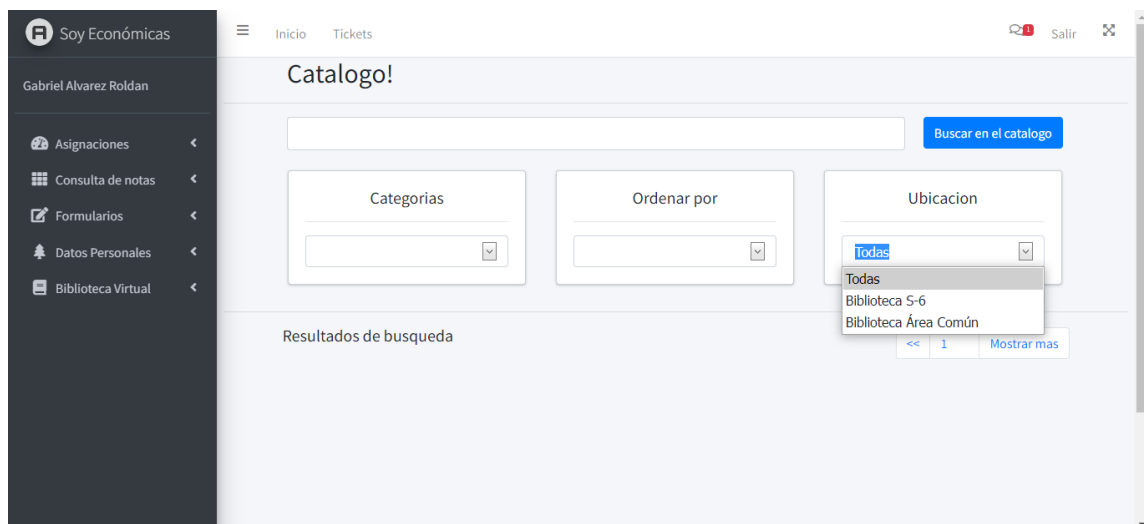 Soy Económicas
Inicio Tickets
1 Salir
Gabriel Alvarez Roldan
Asignaciones
Consulta de notas
Formularios
Datos Personales
Biblioteca Virtual
Catalogo!
Buscar en el catalogo
Categorias
Ordenar por
Ubicacion
Todas
Todas
Biblioteca S-6
Biblioteca Área Común
Resultados de busqueda
<< 1 Mostrar mas